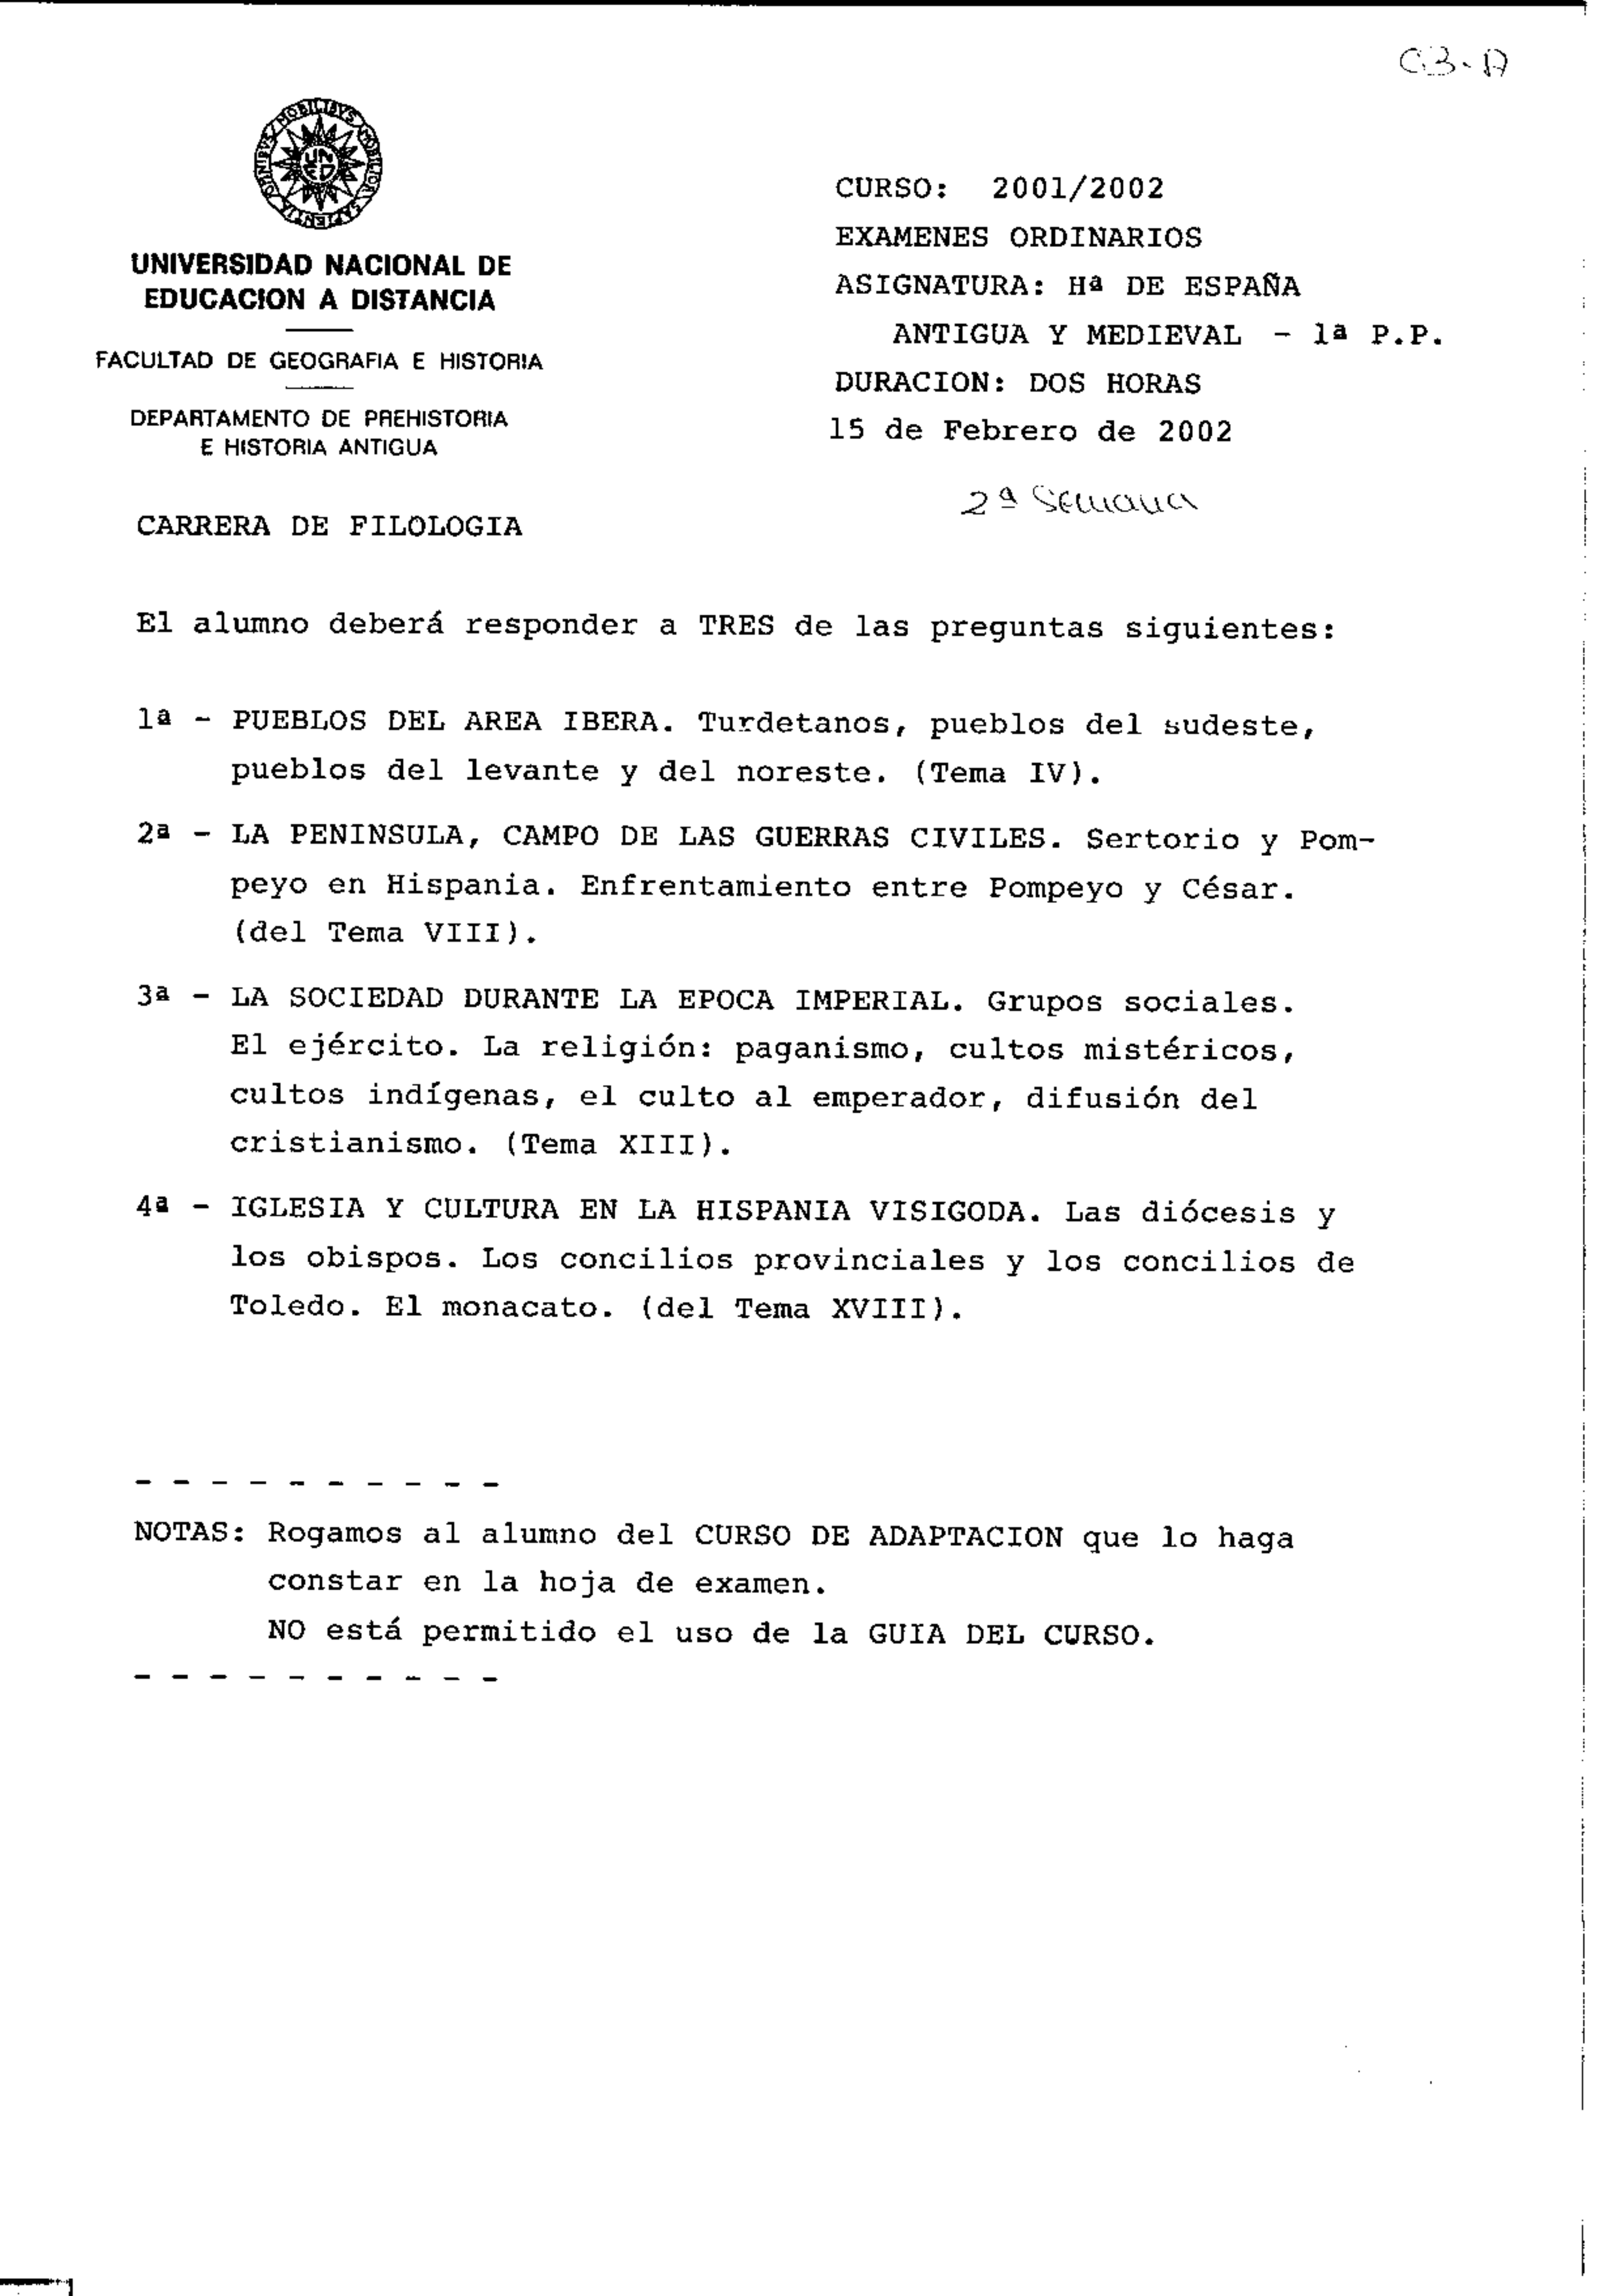 C3-A
OMNIBVS MOBILIBVS MOBILIOR SAPIENTIA
UNED
UNIVERSIDAD NACIONAL DE
EDUCACION A DISTANCIA
FACULTAD DE GEOGRAFIA E HISTORIA
DEPARTAMENTO DE PREHISTORIA
E HISTORIA ANTIGUA
CARRERA DE FILOLOGIA
CURSO: 2001/2002
EXAMENES ORDINARIOS
ASIGNATURA: Hª DE ESPAÑA
ANTIGUA Y MEDIEVAL - 1ª P.P.
DURACION: DOS HORAS
15 de Febrero de 2002
2ª Semana
El alumno deberá responder a TRES de las preguntas siguientes:
1ª - PUEBLOS DEL AREA IBERA. Turdetanos, pueblos del sudeste,
pueblos del levante y del noreste. (Tema IV).
2ª - LA PENINSULA, CAMPO DE LAS GUERRAS CIVILES. Sertorio y Pom-
peyo en Hispania. Enfrentamiento entre Pompeyo y César.
(del Tema VIII).
3ª - LA SOCIEDAD DURANTE LA EPOCA IMPERIAL. Grupos sociales.
El ejército. La religión: paganismo, cultos mistéricos,
cultos indígenas, el culto al emperador, difusión del
cristianismo. (Tema XIII).
4ª - IGLESIA Y CULTURA EN LA HISPANIA VISIGODA. Las diócesis y
los obispos. Los concilios provinciales y los concilios de
Toledo. El monacato. (del Tema XVIII).
- - - - - - - - - -
NOTAS: Rogamos al alumno del CURSO DE ADAPTACION que lo haga
constar en la hoja de examen.
NO está permitido el uso de la GUIA DEL CURSO.
- - - - - - - - - -